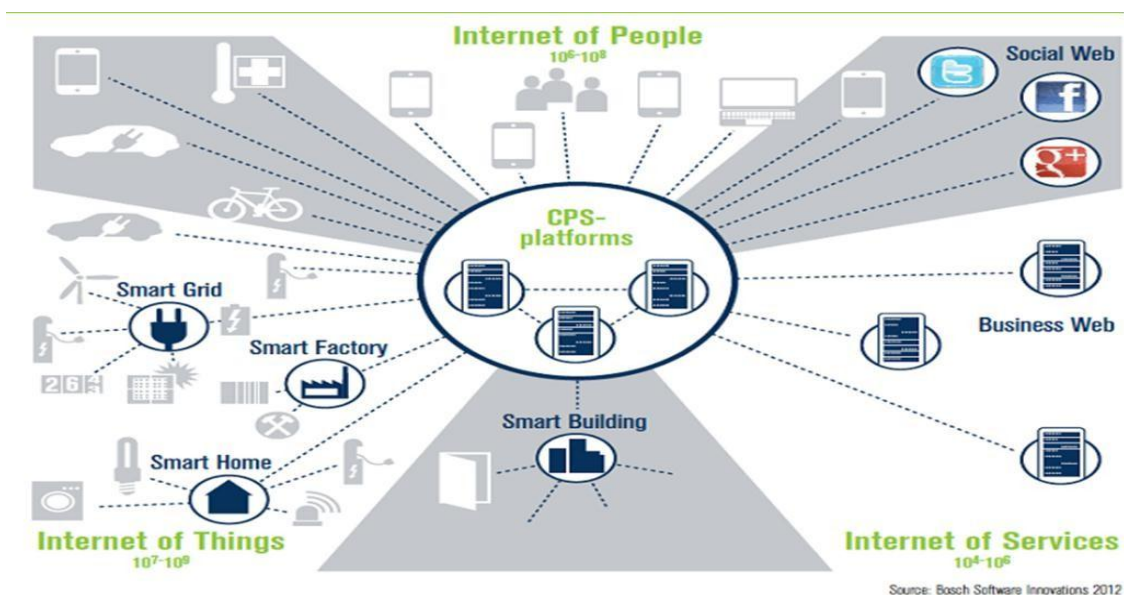 Internet of People
10⁶-10⁸
Social Web
g+
CPS-
platforms
Smart Grid
Business Web
Smart Factory
264
Smart Building
Smart Home
Internet of Things
10⁷-10⁹
Internet of Services
10⁴-10⁶
Source: Bosch Software Innovations 2012